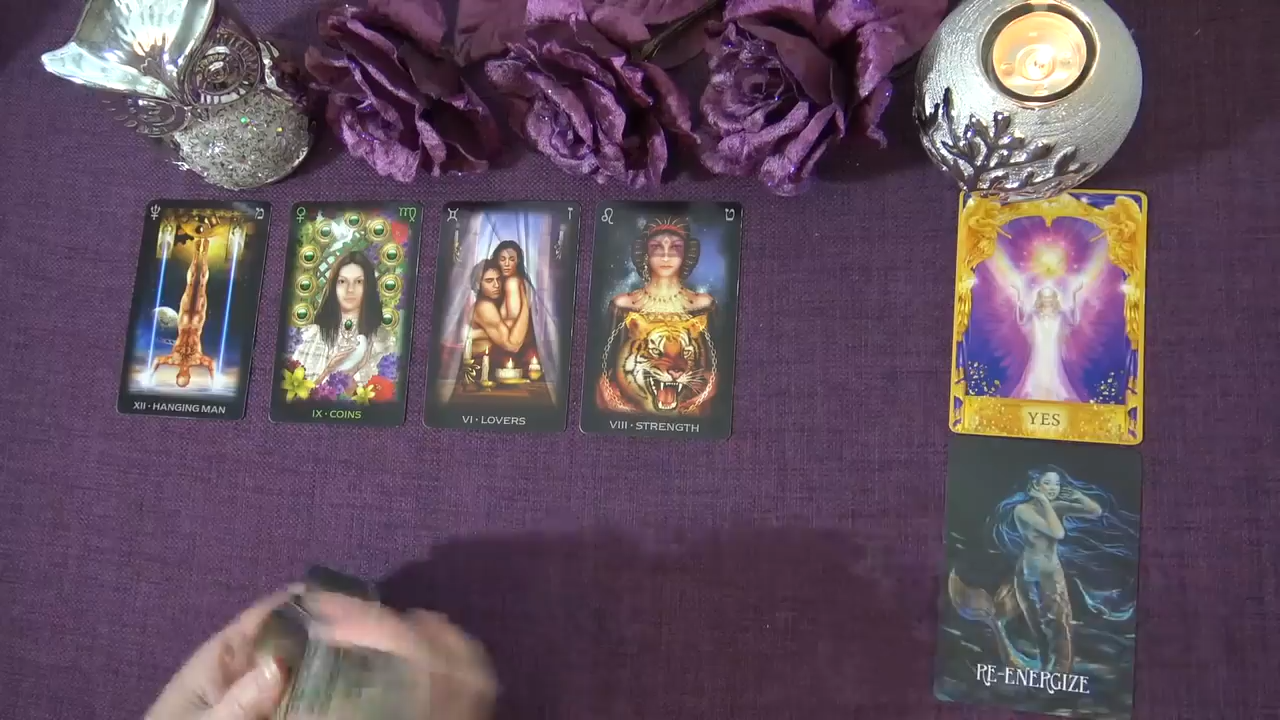 XII · HANGING MAN
IX · COINS
VI · LOVERS
VIII · STRENGTH
YES
RE-ENERGIZE